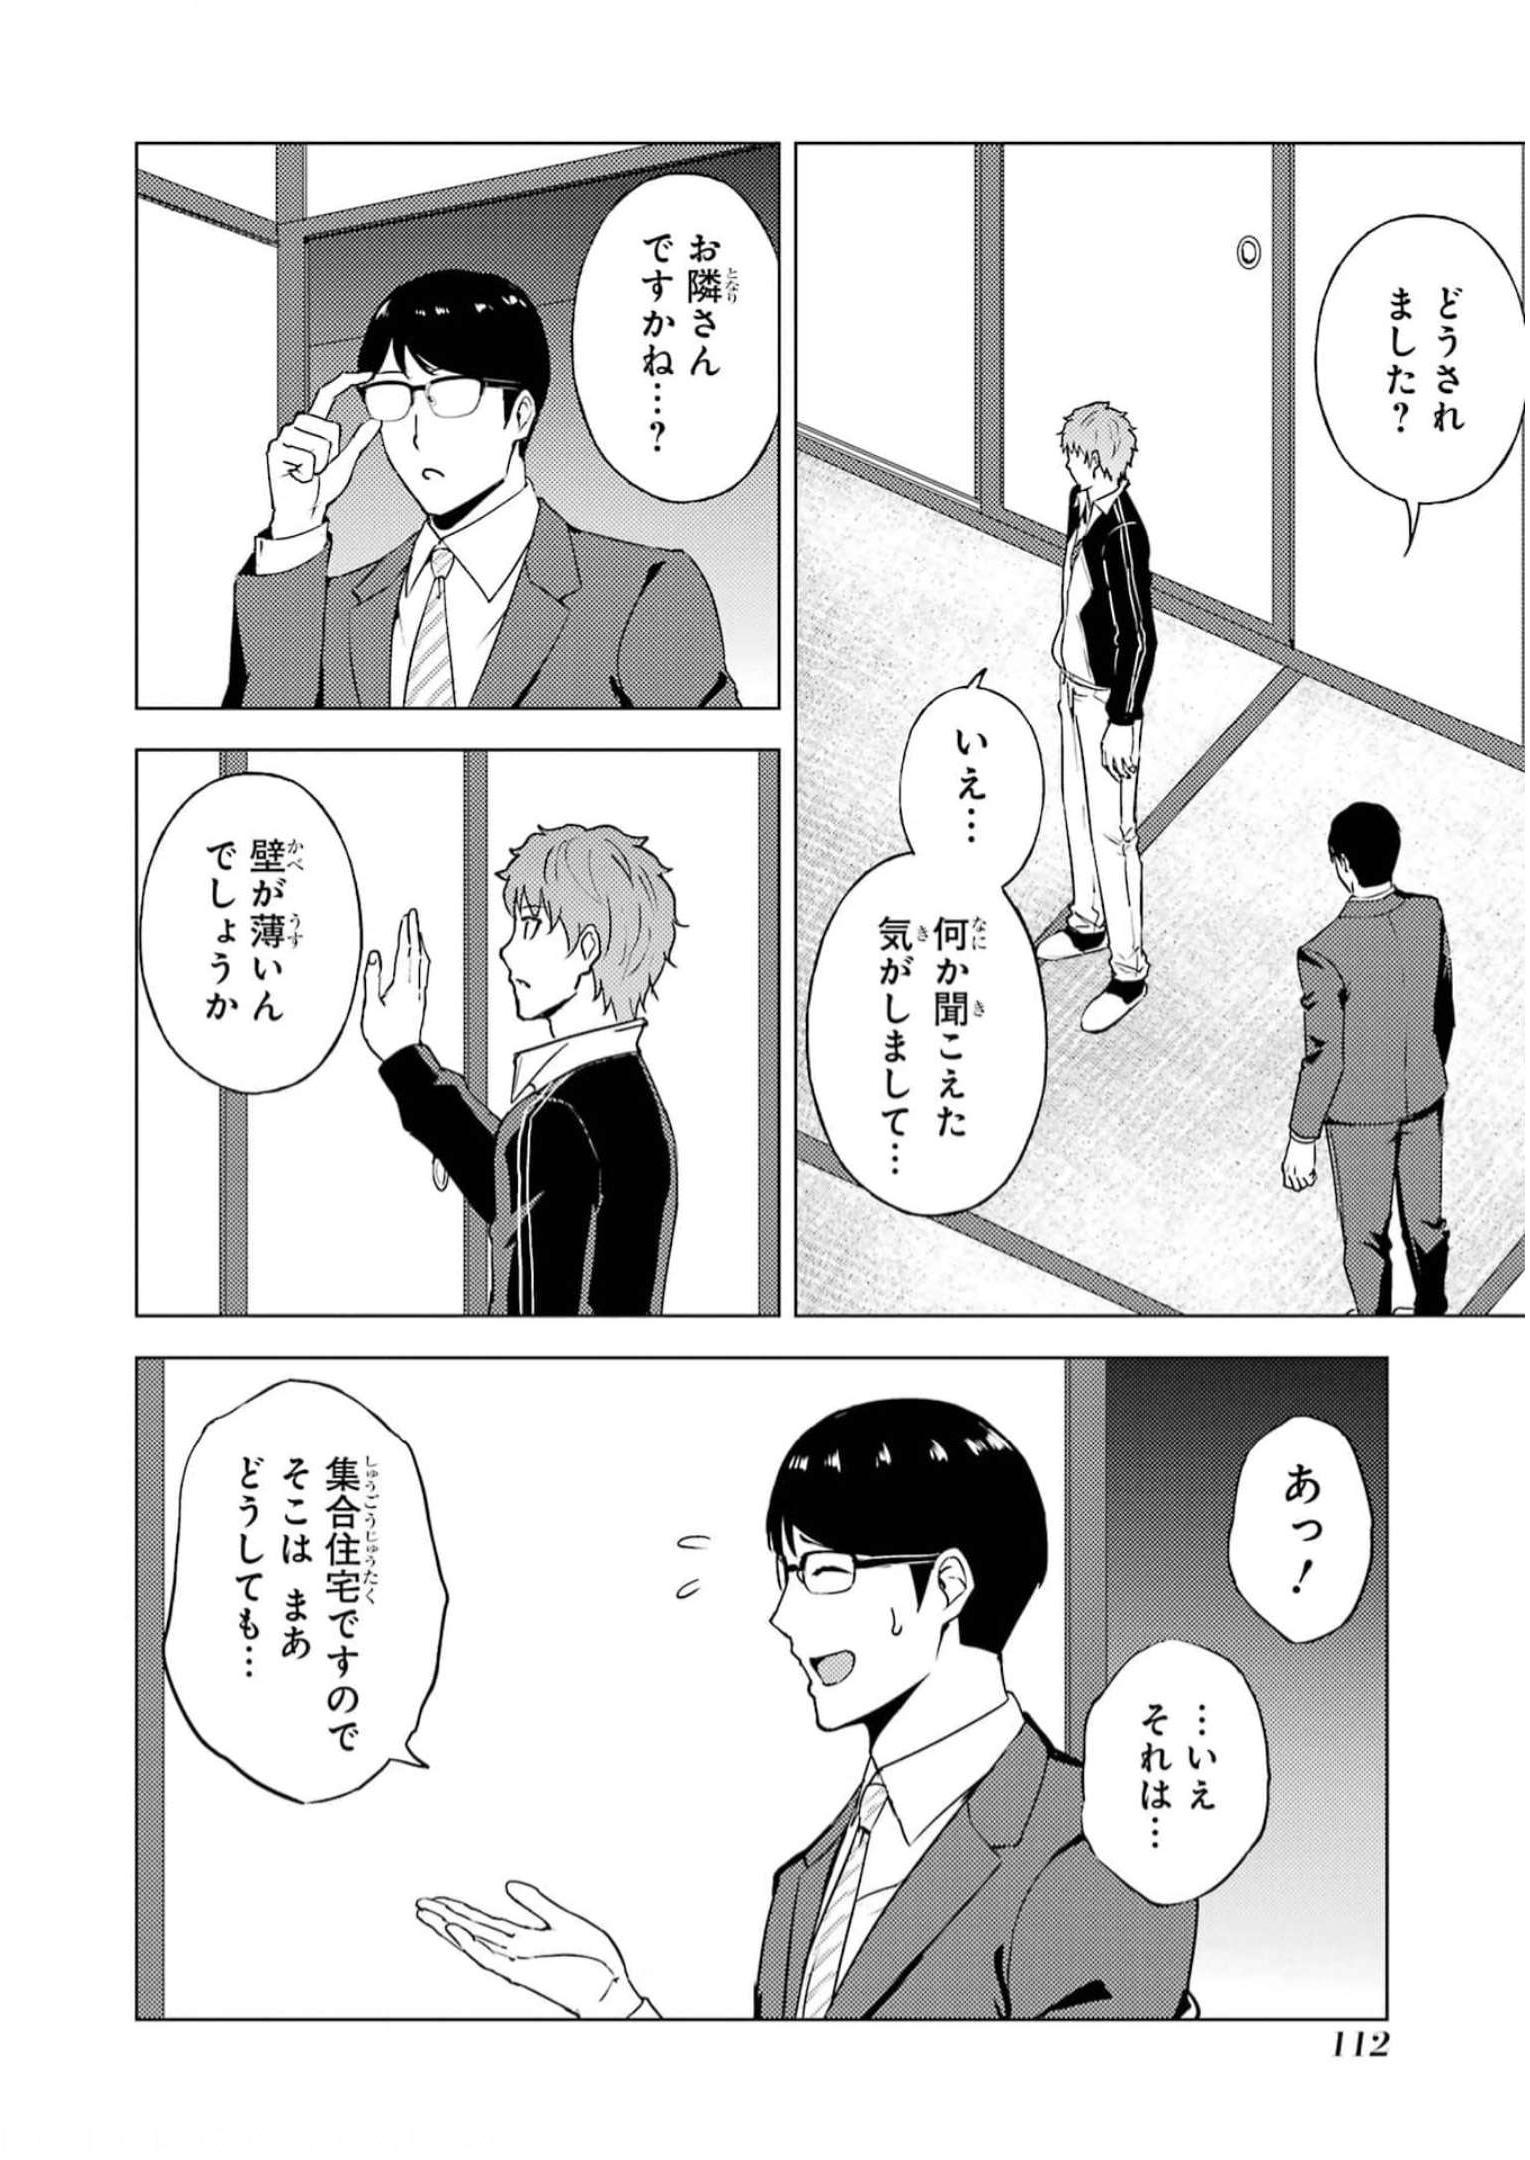 どうされ
ました?
いえ…
何か聞こえた
気がしまして…
お隣さん
ですかね…?
壁が薄いん
でしょうか
あっ!
…いえ
それは…
集合住宅ですので
そこは まあ
どうしても…
112